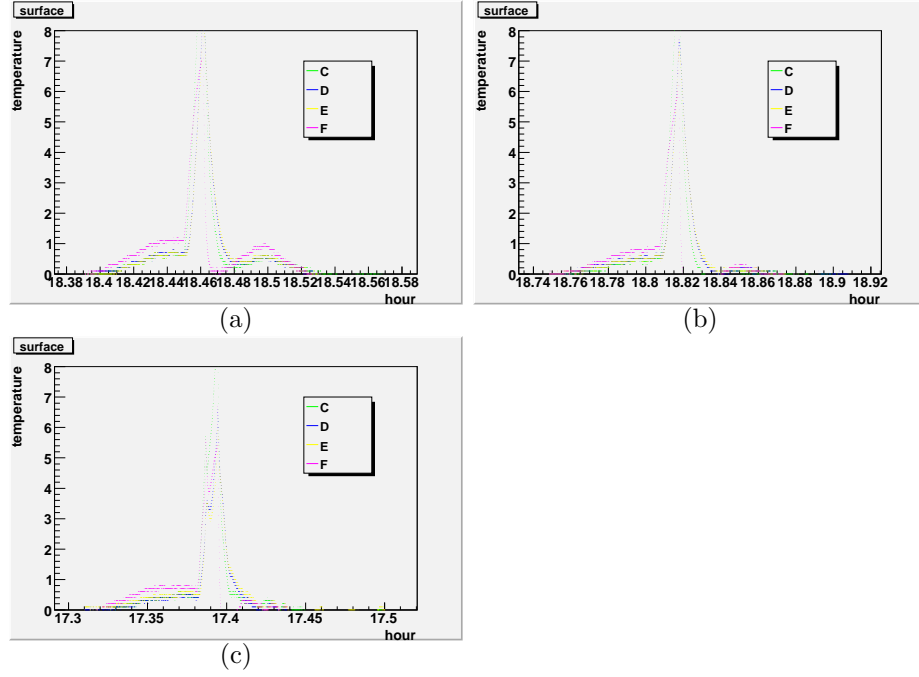 surface
temperature
8
7
6
5
4
3
2
1
0
C
D
E
F
18.38 18.4 18.42 18.44 18.46 18.48 18.5 18.52 18.54 18.56 18.58
hour
(a)
surface
temperature
8
7
6
5
4
3
2
1
0
C
D
E
F
18.74 18.76 18.78 18.8 18.82 18.84 18.86 18.88 18.9 18.92
hour
(b)
surface
temperature
8
7
6
5
4
3
2
1
0
C
D
E
F
17.3 17.35 17.4 17.45 17.5
hour
(c)